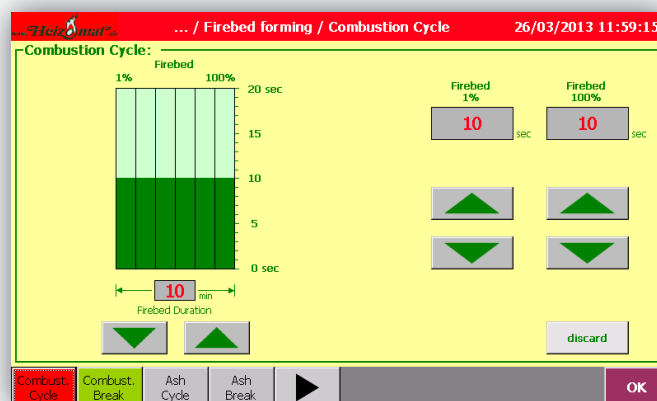 Heizomat
... / Firebed forming / Combustion Cycle
26/03/2013 11:59:15
Combustion Cycle:
Firebed
1% 100%
20 sec
15
10
5
0 sec
10 min
Firebed Duration
Firebed
1%
10 sec
Firebed
100%
10 sec
discard
Combust.
Cycle
Combust.
Break
Ash
Cycle
Ash
Break
OK